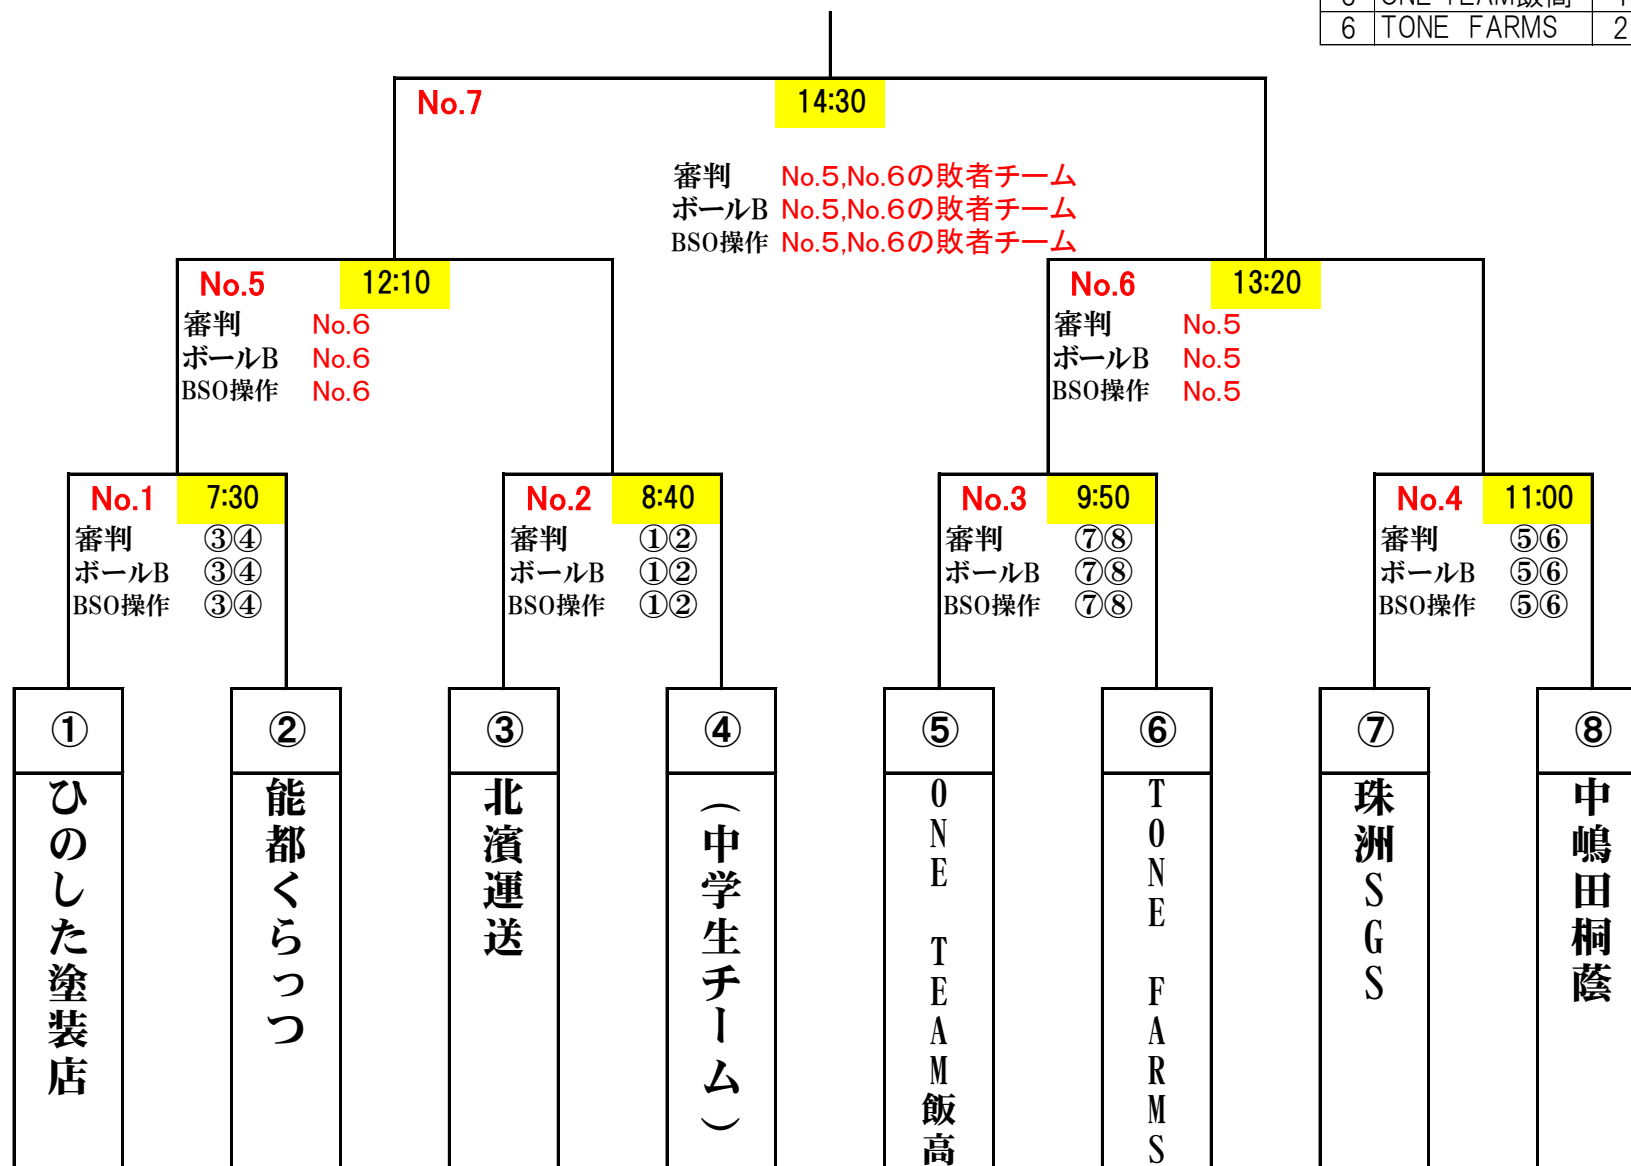 6 TONE FARMS 2
No.7 14:30
審判 No.5,No.6の敗者チーム
ボールB No.5,No.6の敗者チーム
BSO操作 No.5,No.6の敗者チーム
No.5 12:10
審判 No.6
ボールB No.6
BSO操作 No.6
No.6 13:20
審判 No.5
ボールB No.5
BSO操作 No.5
No.1 7:30
審判 ③④
ボールB ③④
BSO操作 ③④
No.2 8:40
審判 ①②
ボールB ①②
BSO操作 ①②
No.3 9:50
審判 ⑦⑧
ボールB ⑦⑧
BSO操作 ⑦⑧
No.4 11:00
審判 ⑤⑥
ボールB ⑤⑥
BSO操作 ⑤⑥
①
ひのした塗装店
②
能都くらっつ
③
北濱運送
④
（中学生チーム）
⑤
ONE TEAM飯高
⑥
TONE FARMS
⑦
珠洲SGS
⑧
中嶋田桐蔭